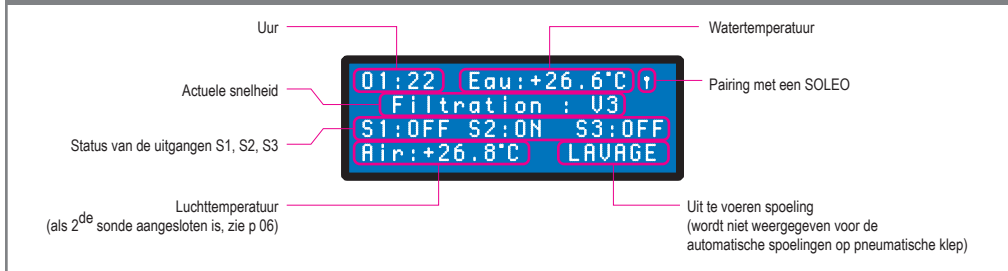 Uur
Watertemperatuur
01:22 Eau:+26.6°C
Pairing met een SOLEO
Actuele snelheid
Filtration : V3
S1:OFF S2:ON S3:OFF
Status van de uitgangen S1, S2, S3
Air:+26.8°C LAVAGE
Luchttemperatuur
(als 2de sonde aangesloten is, zie p 06)
Uit te voeren spoeling
(wordt niet weergegeven voor de
automatische spoelingen op pneumatische klep)